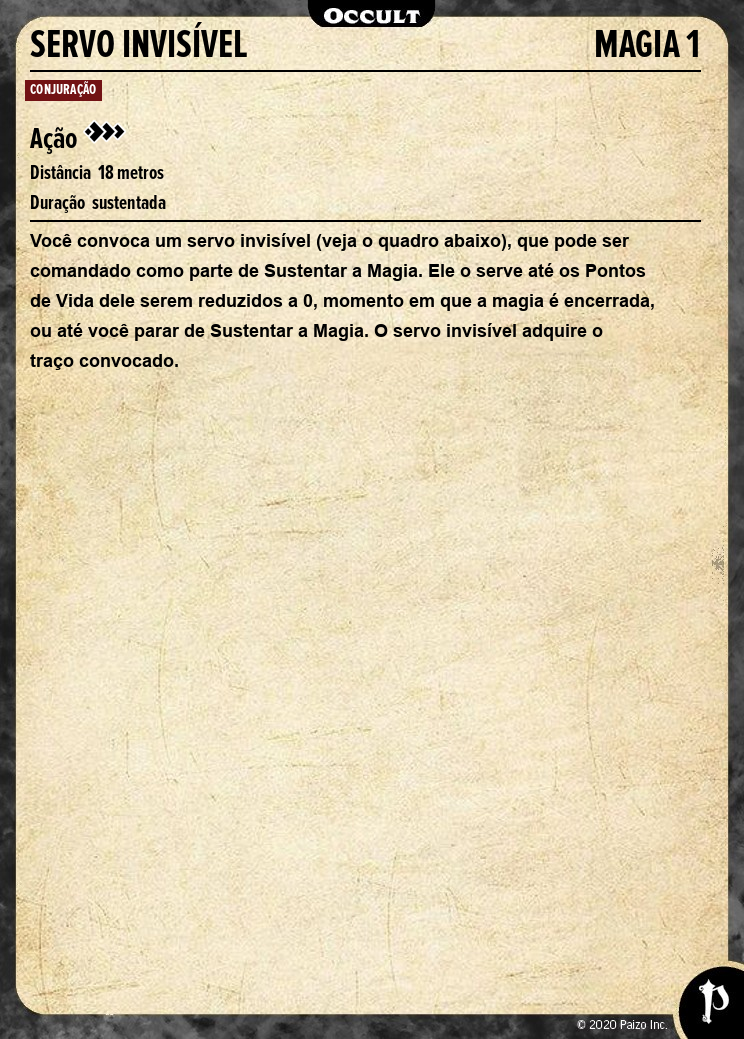 Occult
SERVO INVISÍVEL MAGIA 1
CONJURAÇÃO
Ação
Distância 18 metros
Duração sustentada
Você convoca um servo invisível (veja o quadro abaixo), que pode ser
comandado como parte de Sustentar a Magia. Ele o serve até os Pontos
de Vida dele serem reduzidos a 0, momento em que a magia é encerrada,
ou até você parar de Sustentar a Magia. O servo invisível adquire o
traço convocado.
© 2020 Paizo Inc.